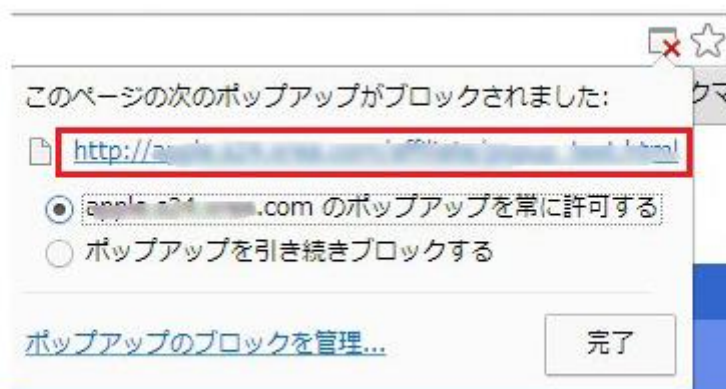 このページの次のポップアップがブロックされました:
クマ
http://
.com のポップアップを常に許可する
ポップアップを引き続きブロックする
ポップアップのブロックを管理...
完了